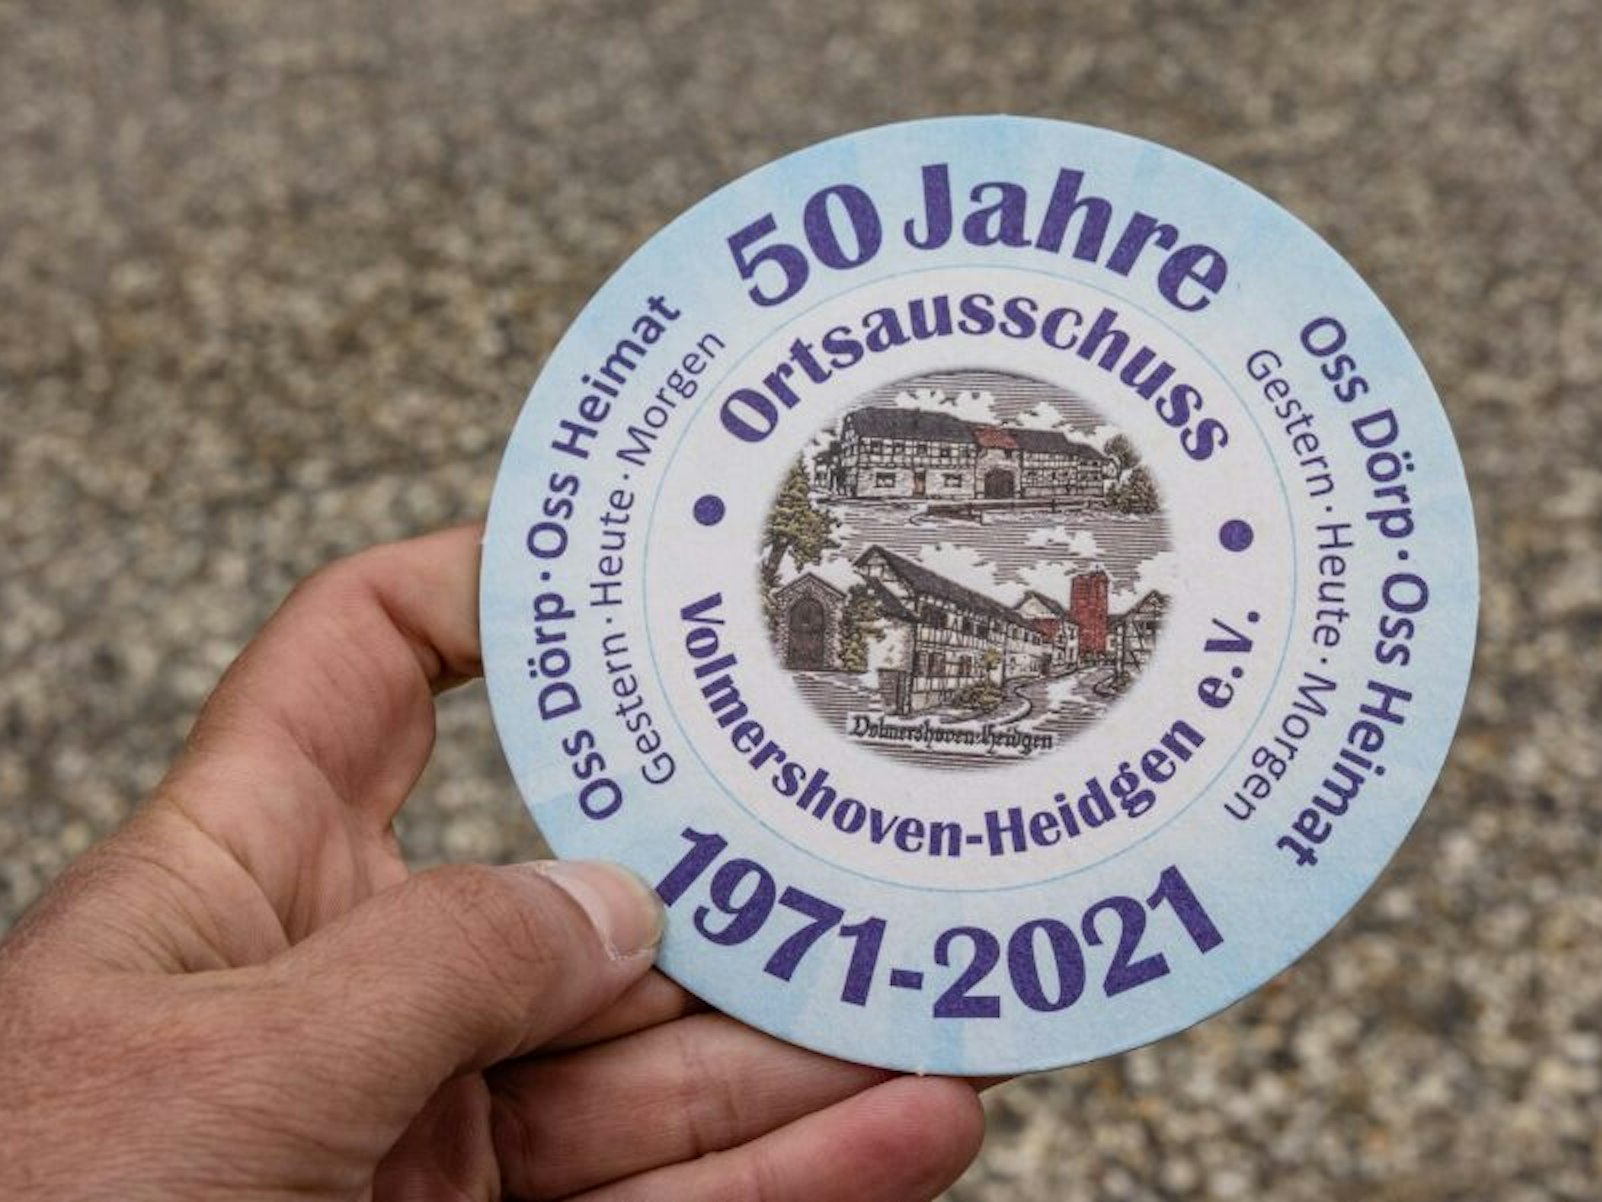 50 Jahre
Ortsausschuss
Volmershoven-Heidgen e.V.
1971-2021
Oss Dörp · Oss Heimat
Gestern · Heute · Morgen
Oss Dörp · Oss Heimat
Gestern · Heute · Morgen
Volmershoven-Heidgen